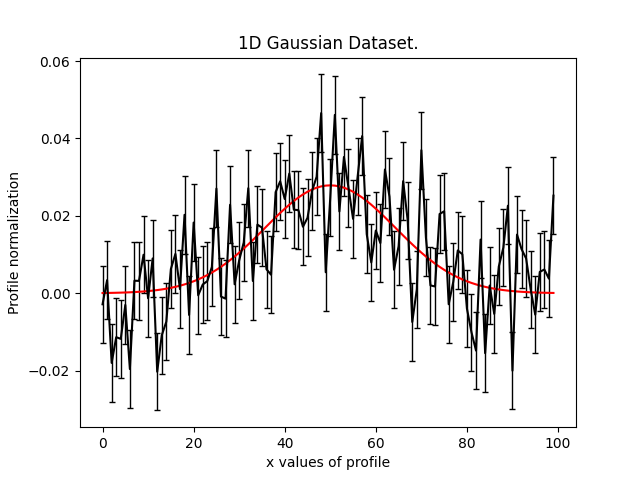 1D Gaussian Dataset.
Profile normalization
0.06
0.04
0.02
0.00
−0.02
0 20 40 60 80 100
x values of profile